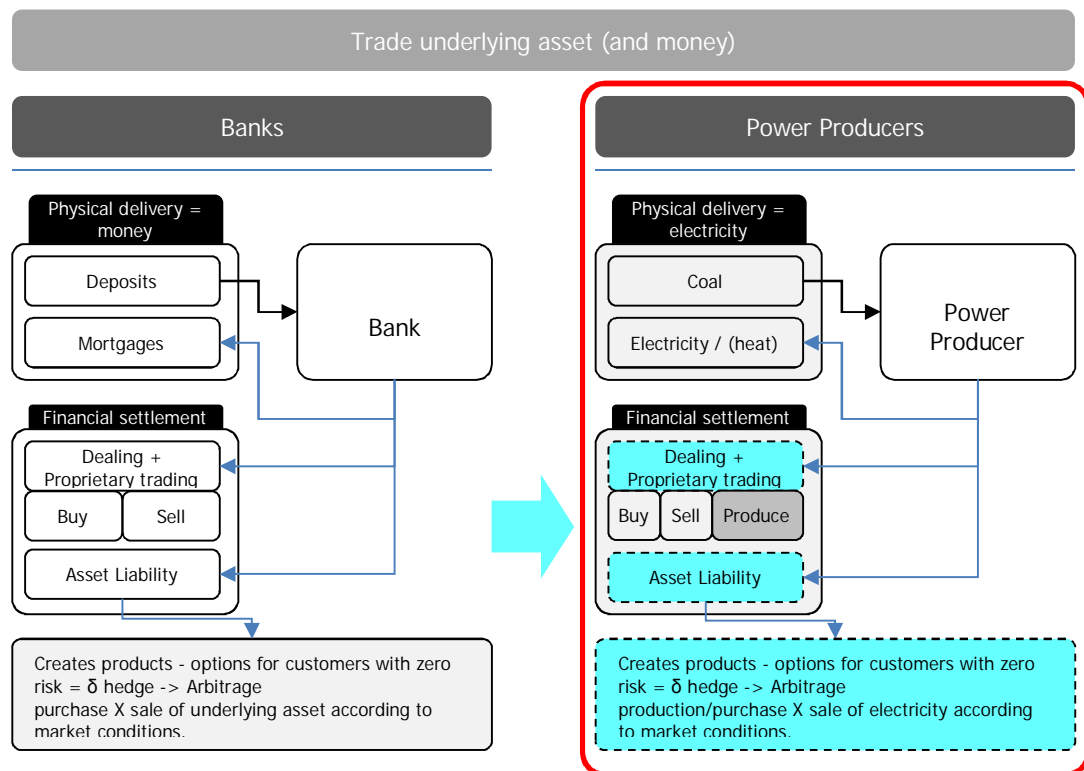 Trade underlying asset (and money)
Banks
Physical delivery =
money
Deposits
Mortgages
Bank
Financial settlement
Dealing +
Proprietary trading
Buy
Sell
Asset Liability
Creates products - options for customers with zero
risk = δ hedge -> Arbitrage
purchase X sale of underlying asset according to
market conditions.
Power Producers
Physical delivery =
electricity
Coal
Electricity / (heat)
Power
Producer
Financial settlement
Dealing +
Proprietary trading
Buy
Sell
Produce
Asset Liability
Creates products - options for customers with zero
risk = δ hedge -> Arbitrage
production/purchase X sale of electricity according
to market conditions.